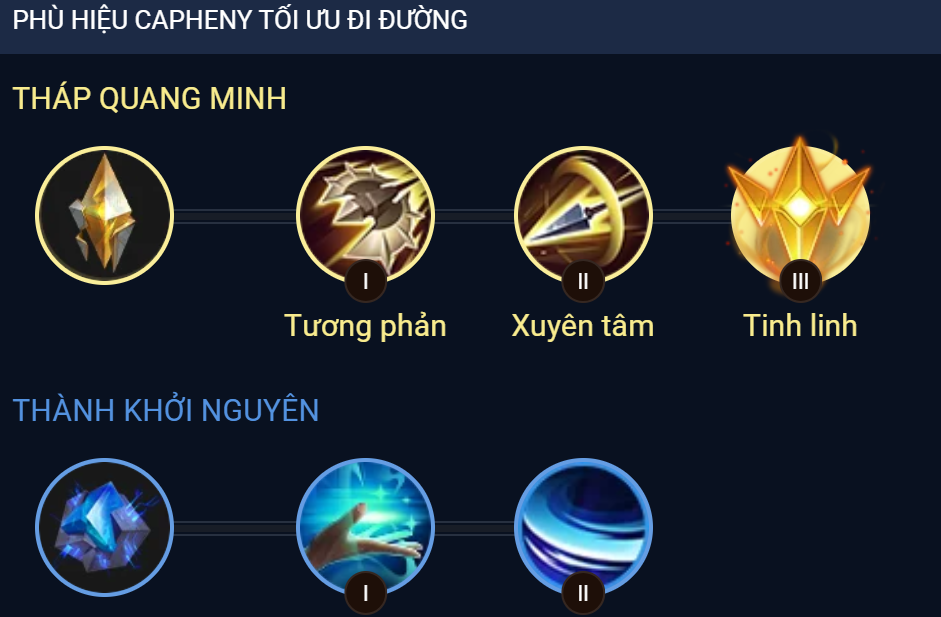 PHÙ HIỆU CAPHENY TỐI ƯU ĐI ĐƯỜNG
THÁP QUANG MINH
I II III
Tương phản Xuyên tâm Tinh linh
THÀNH KHỞI NGUYÊN
I II